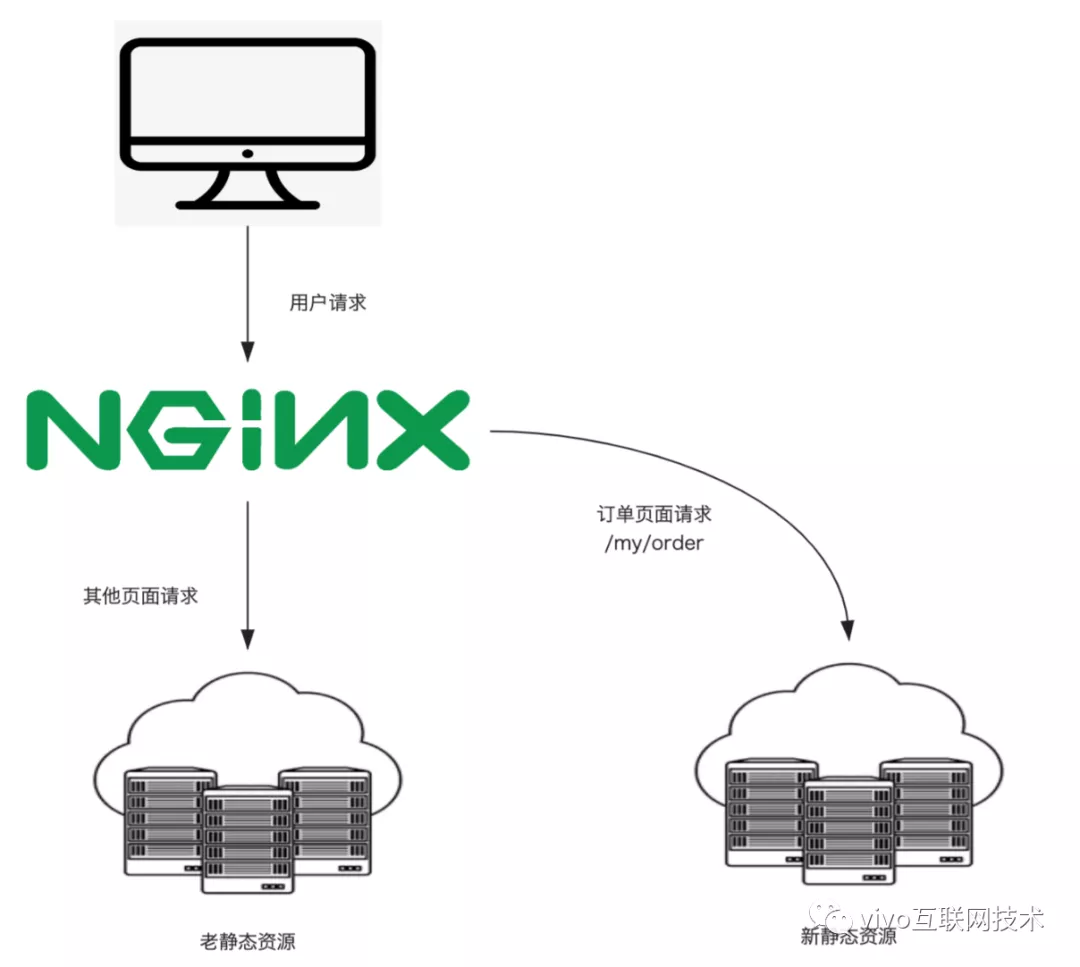 用户请求
NGINX
订单页面请求
/my/order
其他页面请求
老静态资源
新静态资源
vivo互联网技术